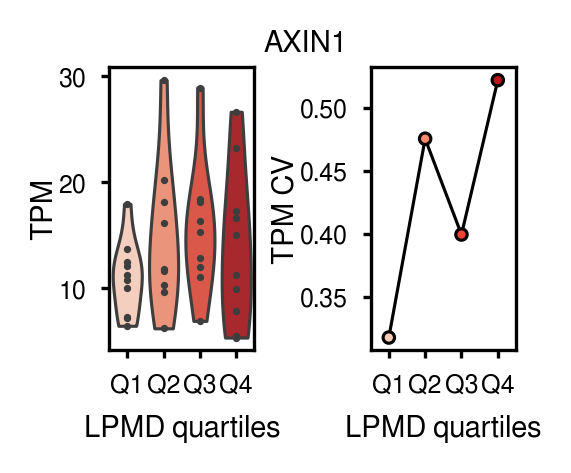 AXIN1
TPM
30
20
10
Q1 Q2 Q3 Q4
LPMD quartiles
TPM CV
0.50
0.45
0.40
0.35
Q1 Q2 Q3 Q4
LPMD quartiles